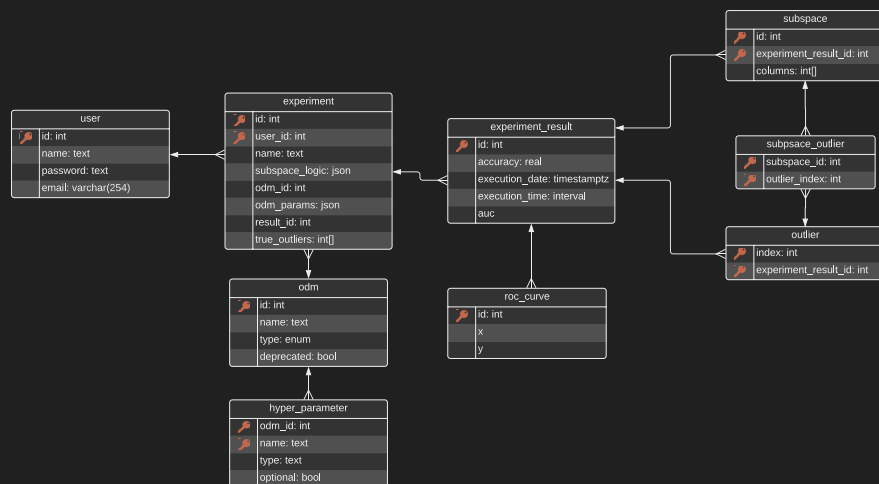 user
id: int
name: text
password: text
email: varchar(254)
experiment
id: int
user_id: int
name: text
subspace_logic: json
odm_id: int
odm_params: json
result_id: int
true_outliers: int[]
odm
id: int
name: text
type: enum
deprecated: bool
hyper_parameter
odm_id: int
name: text
type: text
optional: bool
experiment_result
id: int
accuracy: real
execution_date: timestamptz
execution_time: interval
auc
roc_curve
id: int
x
y
subspace
id: int
experiment_result_id: int
columns: int[]
subpsace_outlier
subspace_id: int
outlier_index: int
outlier
index: int
experiment_result_id: int